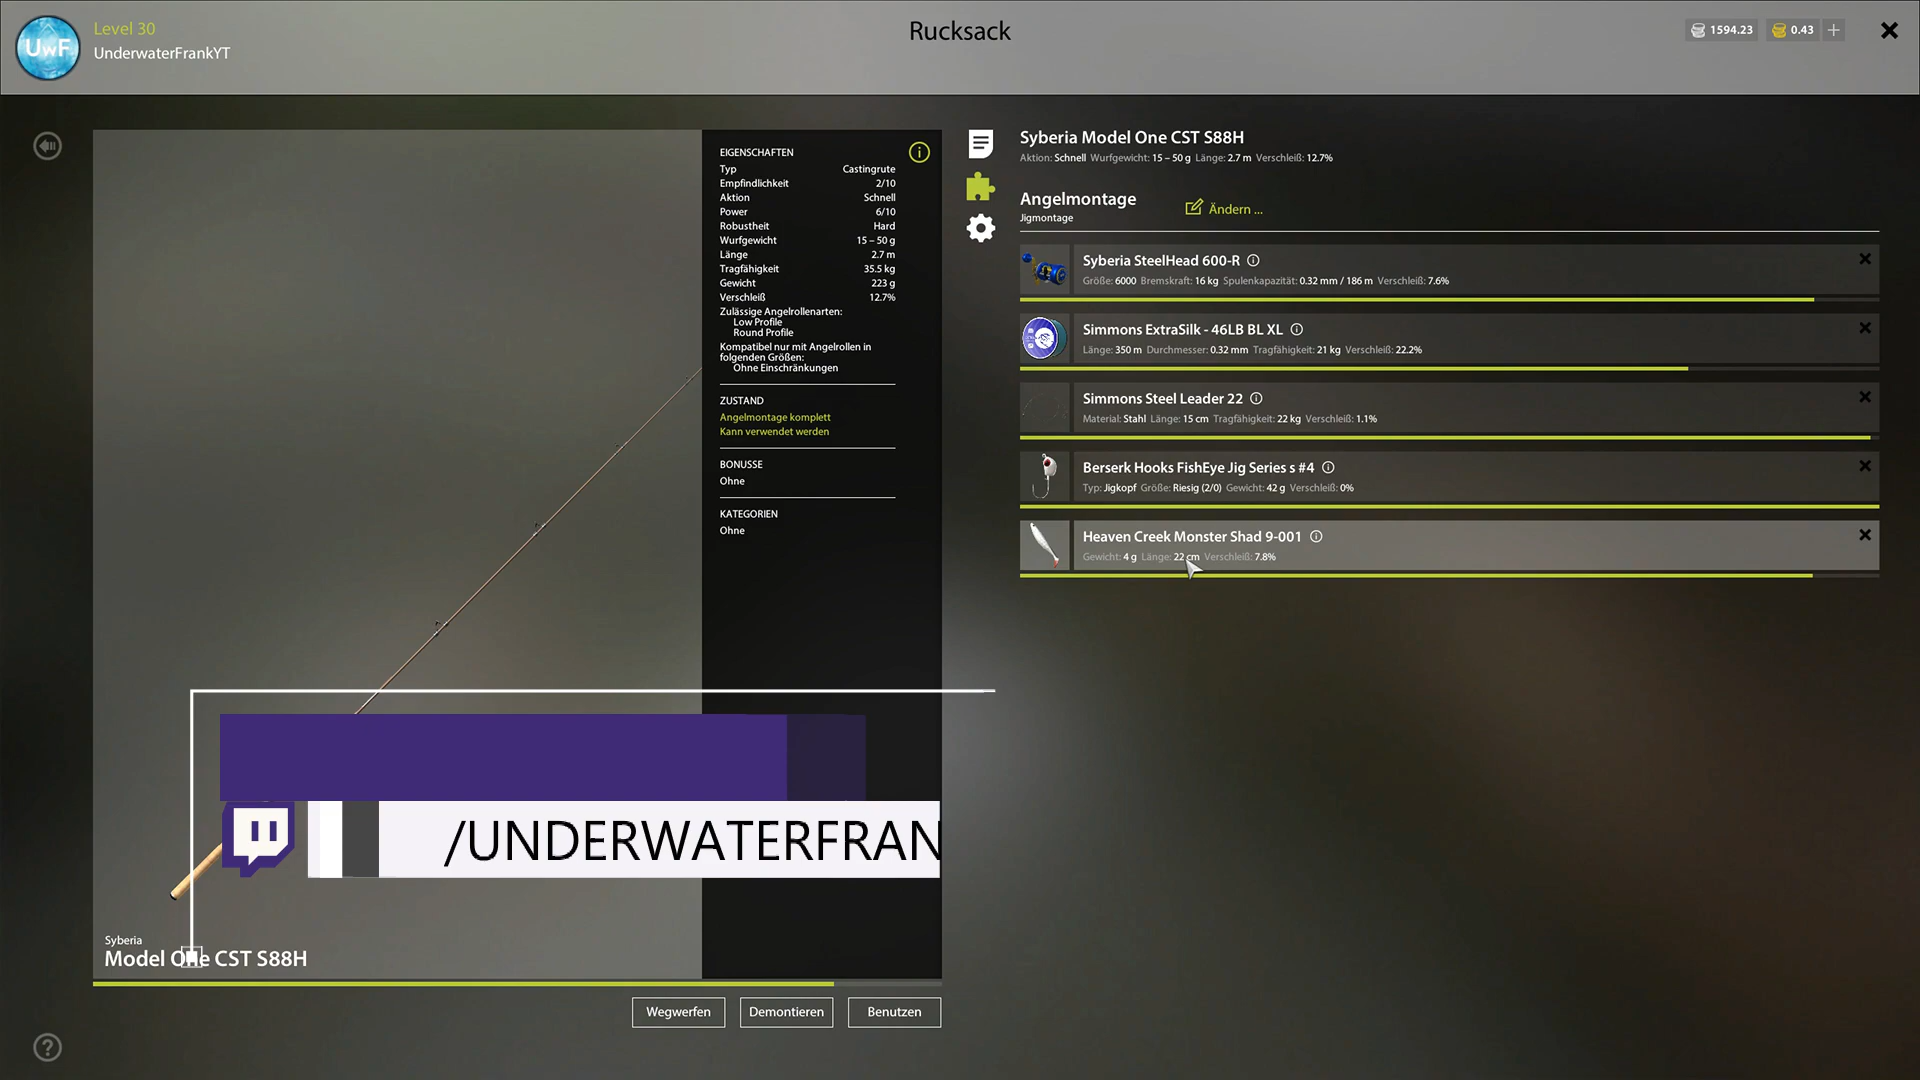 Level 30
UnderwaterFrankYT
UwF
Rucksack
1594.23
0.43
EIGENSCHAFTEN
Typ Castingrute
Empfindlichkeit 2/10
Aktion Schnell
Power 6/10
Robustheit Hard
Wurfgewicht 15 – 50 g
Länge 2.7 m
Tragfähigkeit 35.5 kg
Gewicht 223 g
Verschleiß 12.7%
Zulässige Angelrollenarten:
Low Profile
Round Profile
Kompatibel nur mit Angelrollen in
folgenden Größen:
Ohne Einschränkungen
ZUSTAND
Angelmontage komplett
Kann verwendet werden
BONUSSE
Ohne
KATEGORIEN
Ohne
/UNDERWATERFRAN
Syberia
Model One CST S88H
Wegwerfen
Demontieren
Benutzen
Syberia Model One CST S88H
Aktion: Schnell Wurfgewicht: 15 – 50 g Länge: 2.7 m Verschleiß: 12.7%
Angelmontage
Jigmontage
Ändern ...
Syberia SteelHead 600-R
Größe: 6000 Bremskraft: 16 kg Spulenkapazität: 0.32 mm / 186 m Verschleiß: 7.6%
Simmons ExtraSilk - 46LB BL XL
Länge: 350 m Durchmesser: 0.32 mm Tragfähigkeit: 21 kg Verschleiß: 22.2%
Simmons Steel Leader 22
Material: Stahl Länge: 15 cm Tragfähigkeit: 22 kg Verschleiß: 1.1%
Berserk Hooks FishEye Jig Series s #4
Typ: Jigkopf Größe: Riesig (2/0) Gewicht: 42 g Verschleiß: 0%
Heaven Creek Monster Shad 9-001
Gewicht: 4 g Länge: 22 cm Verschleiß: 7.8%